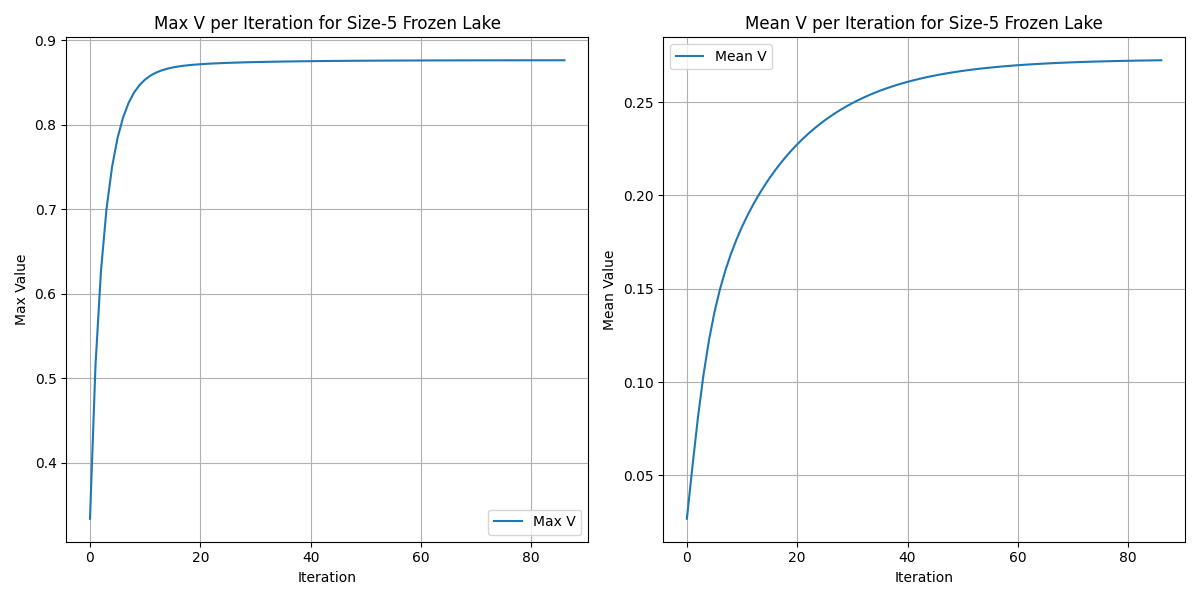 Max V per Iteration for Size-5 Frozen Lake
0.9
0.8
0.7
0.6
0.5
0.4
Max Value
Max V
0 20 40 60 80
Iteration
Mean V per Iteration for Size-5 Frozen Lake
Mean V
0.25
0.20
0.15
0.10
0.05
Mean Value
0 20 40 60 80
Iteration